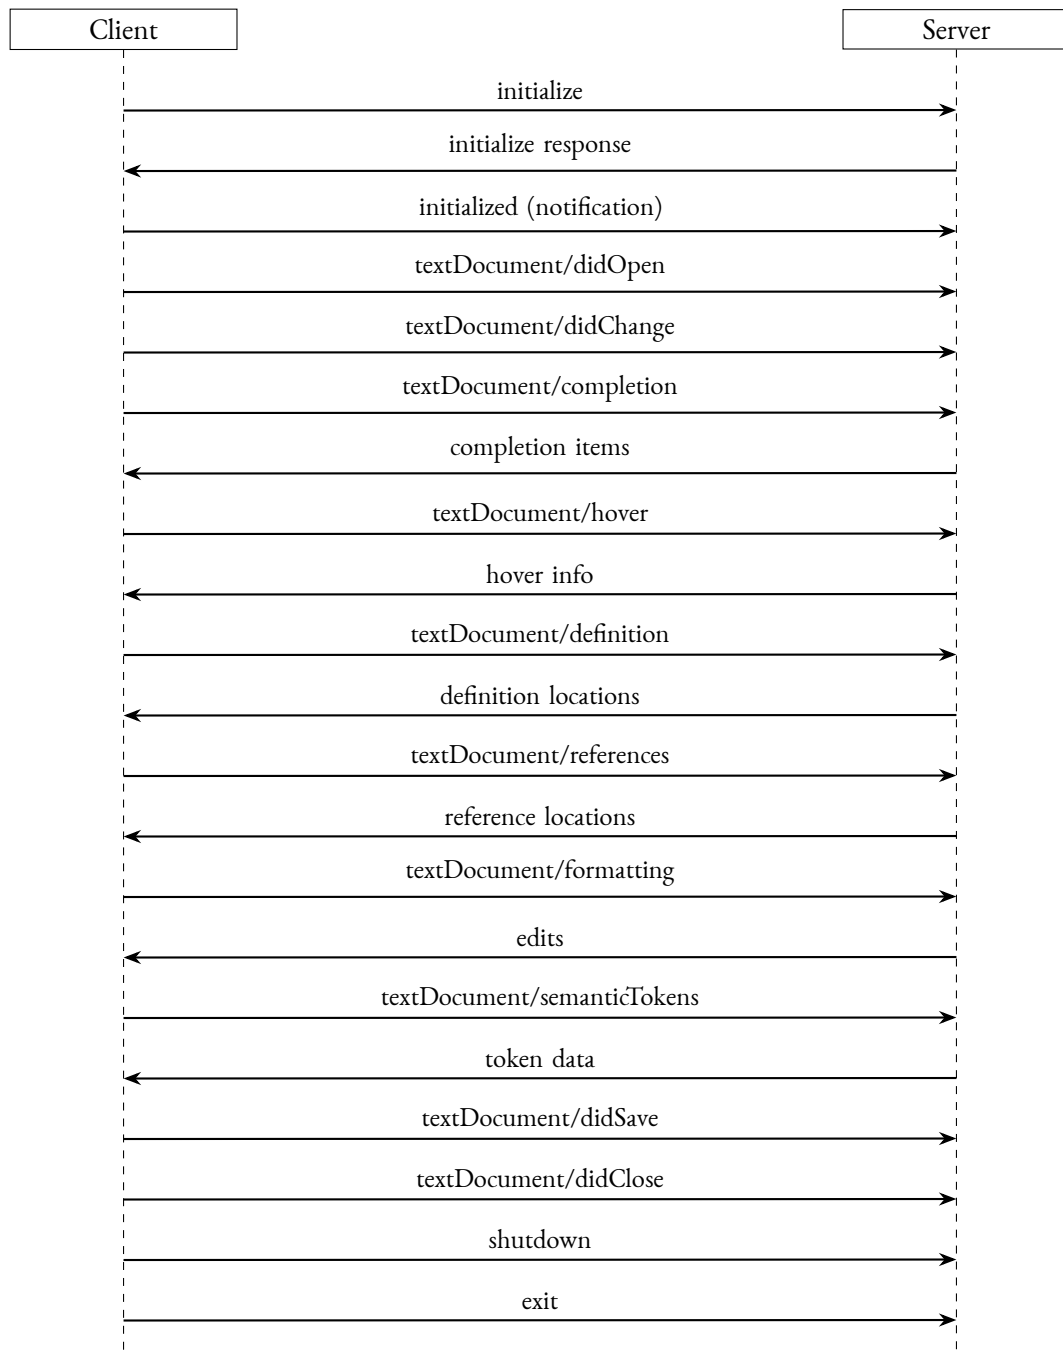 Client
Server
initialize
initialize response
initialized (notification)
textDocument/didOpen
textDocument/didChange
textDocument/completion
completion items
textDocument/hover
hover info
textDocument/definition
definition locations
textDocument/references
reference locations
textDocument/formatting
edits
textDocument/semanticTokens
token data
textDocument/didSave
textDocument/didClose
shutdown
exit